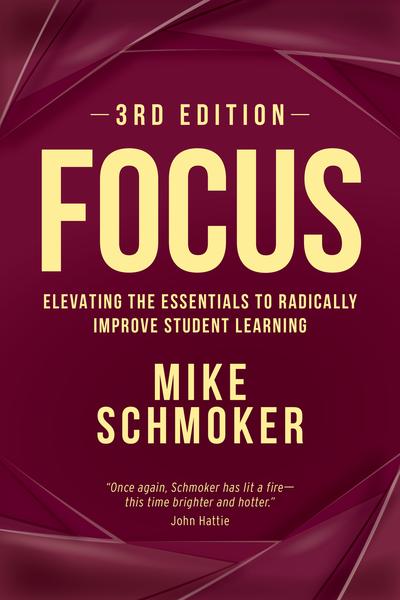 —3RD EDITION—
FOCUS
ELEVATING THE ESSENTIALS TO RADICALLY
IMPROVE STUDENT LEARNING
MIKE
SCHMOKER
“Once again, Schmoker has lit a fire—
this time brighter and hotter.”
John Hattie